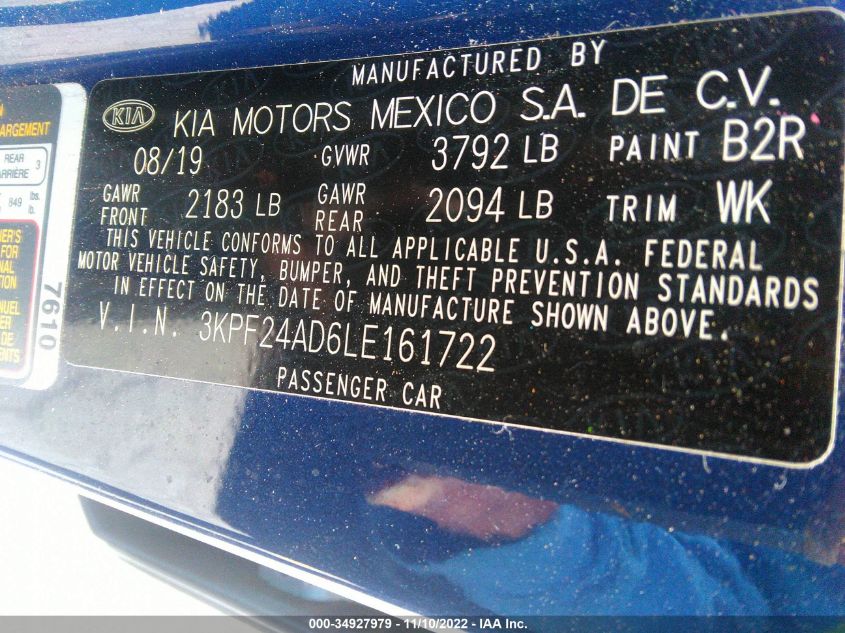 MANUFACTURED BY
KIA KIA MOTORS MEXICO S.A. DE C.V.
08/19 GVWR 3792 LB PAINT B2R
GAWR FRONT 2183 LB GAWR REAR 2094 LB TRIM WK
THIS VEHICLE CONFORMS TO ALL APPLICABLE U.S.A. FEDERAL
MOTOR VEHICLE SAFETY, BUMPER, AND THEFT PREVENTION STANDARDS
IN EFFECT ON THE DATE OF MANUFACTURE SHOWN ABOVE.
V.I.N. 3KPF24AD6LE161722
PASSENGER CAR
REAR 3
849 lbs.
lb.
7610
000-34927979 - 11/10/2022 - IAA Inc.